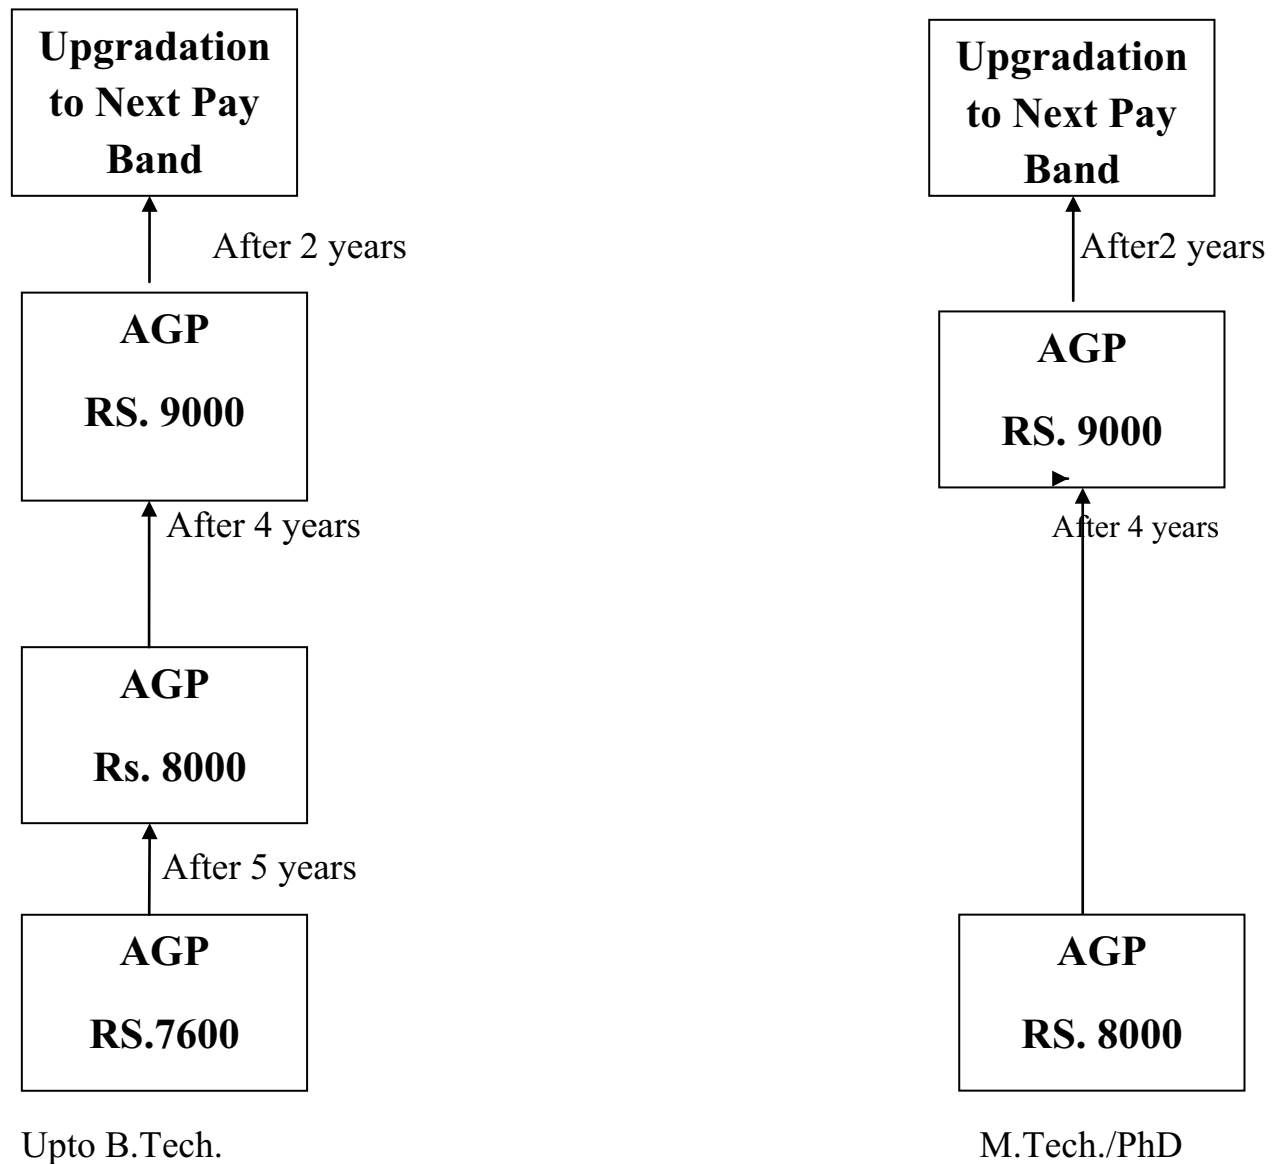 Upgradation
to Next Pay
Band
After 2 years
AGP
RS. 9000
After 4 years
AGP
Rs. 8000
After 5 years
AGP
RS.7600
Upto B.Tech.
Upgradation
to Next Pay
Band
After2 years
AGP
RS. 9000
After 4 years
AGP
RS. 8000
M.Tech./PhD